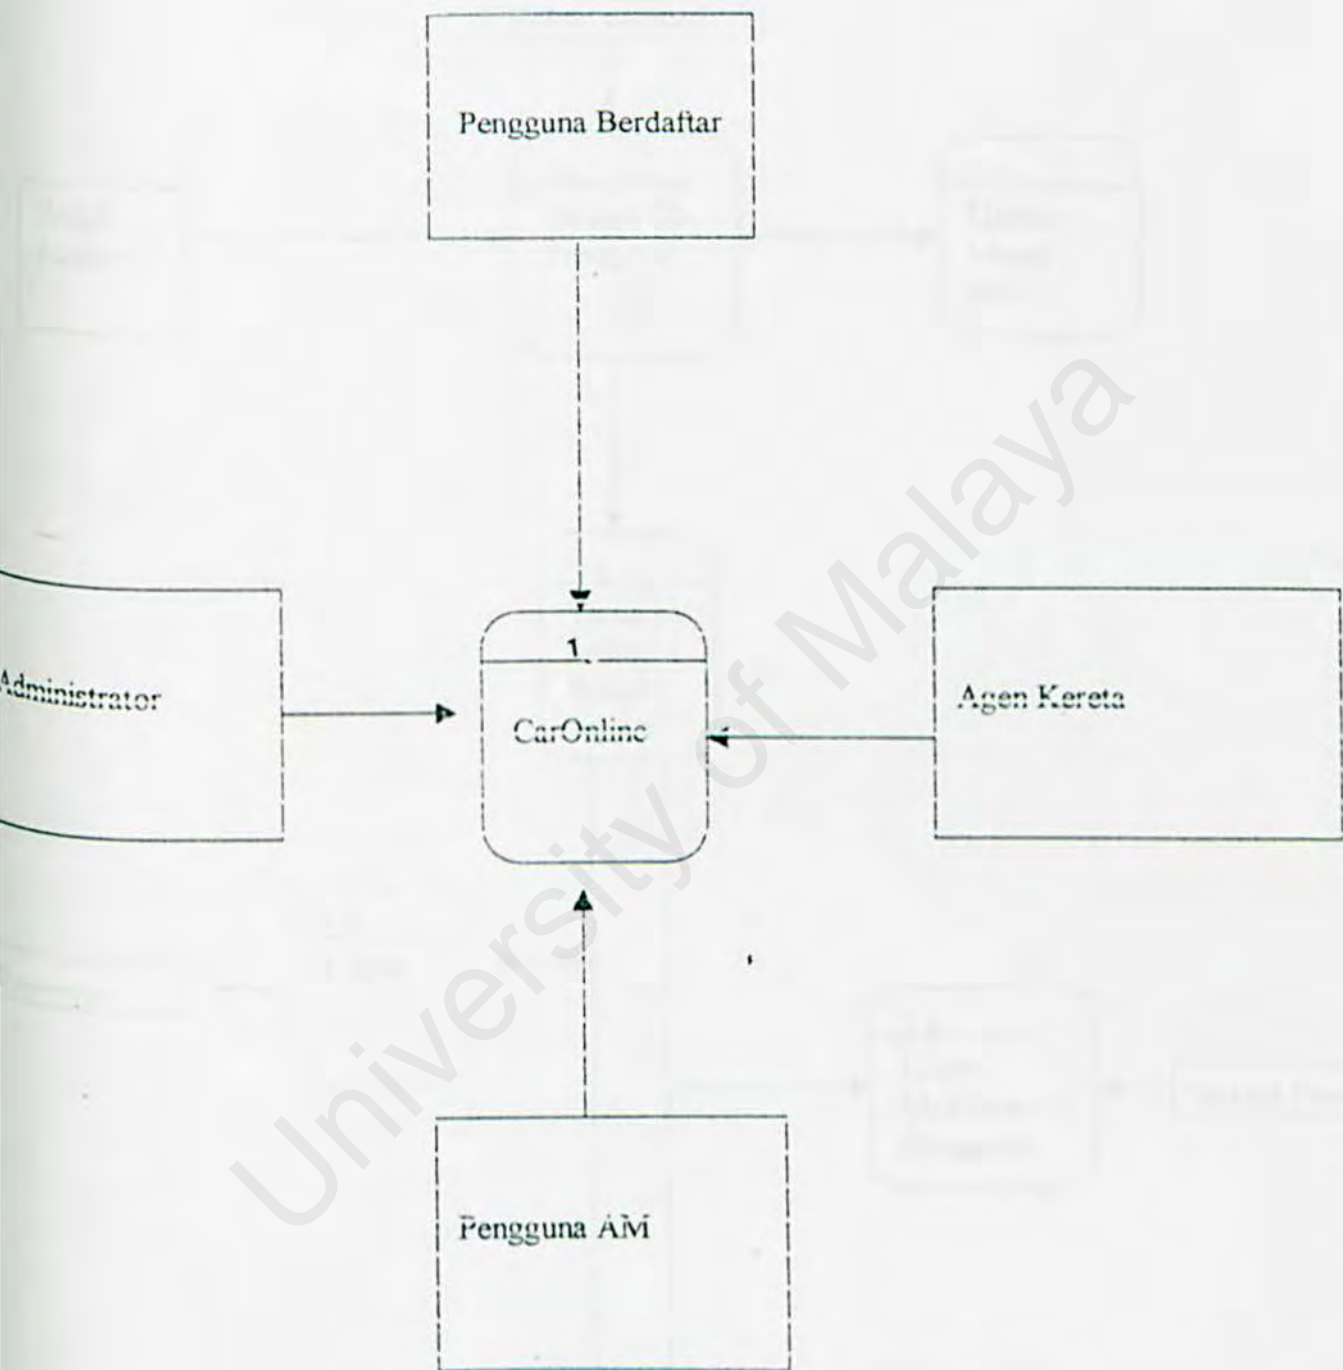 Pengguna Berdaftar
1
Administrator
CarOnline
Agen Kereta
Pengguna AM
University of Malaya